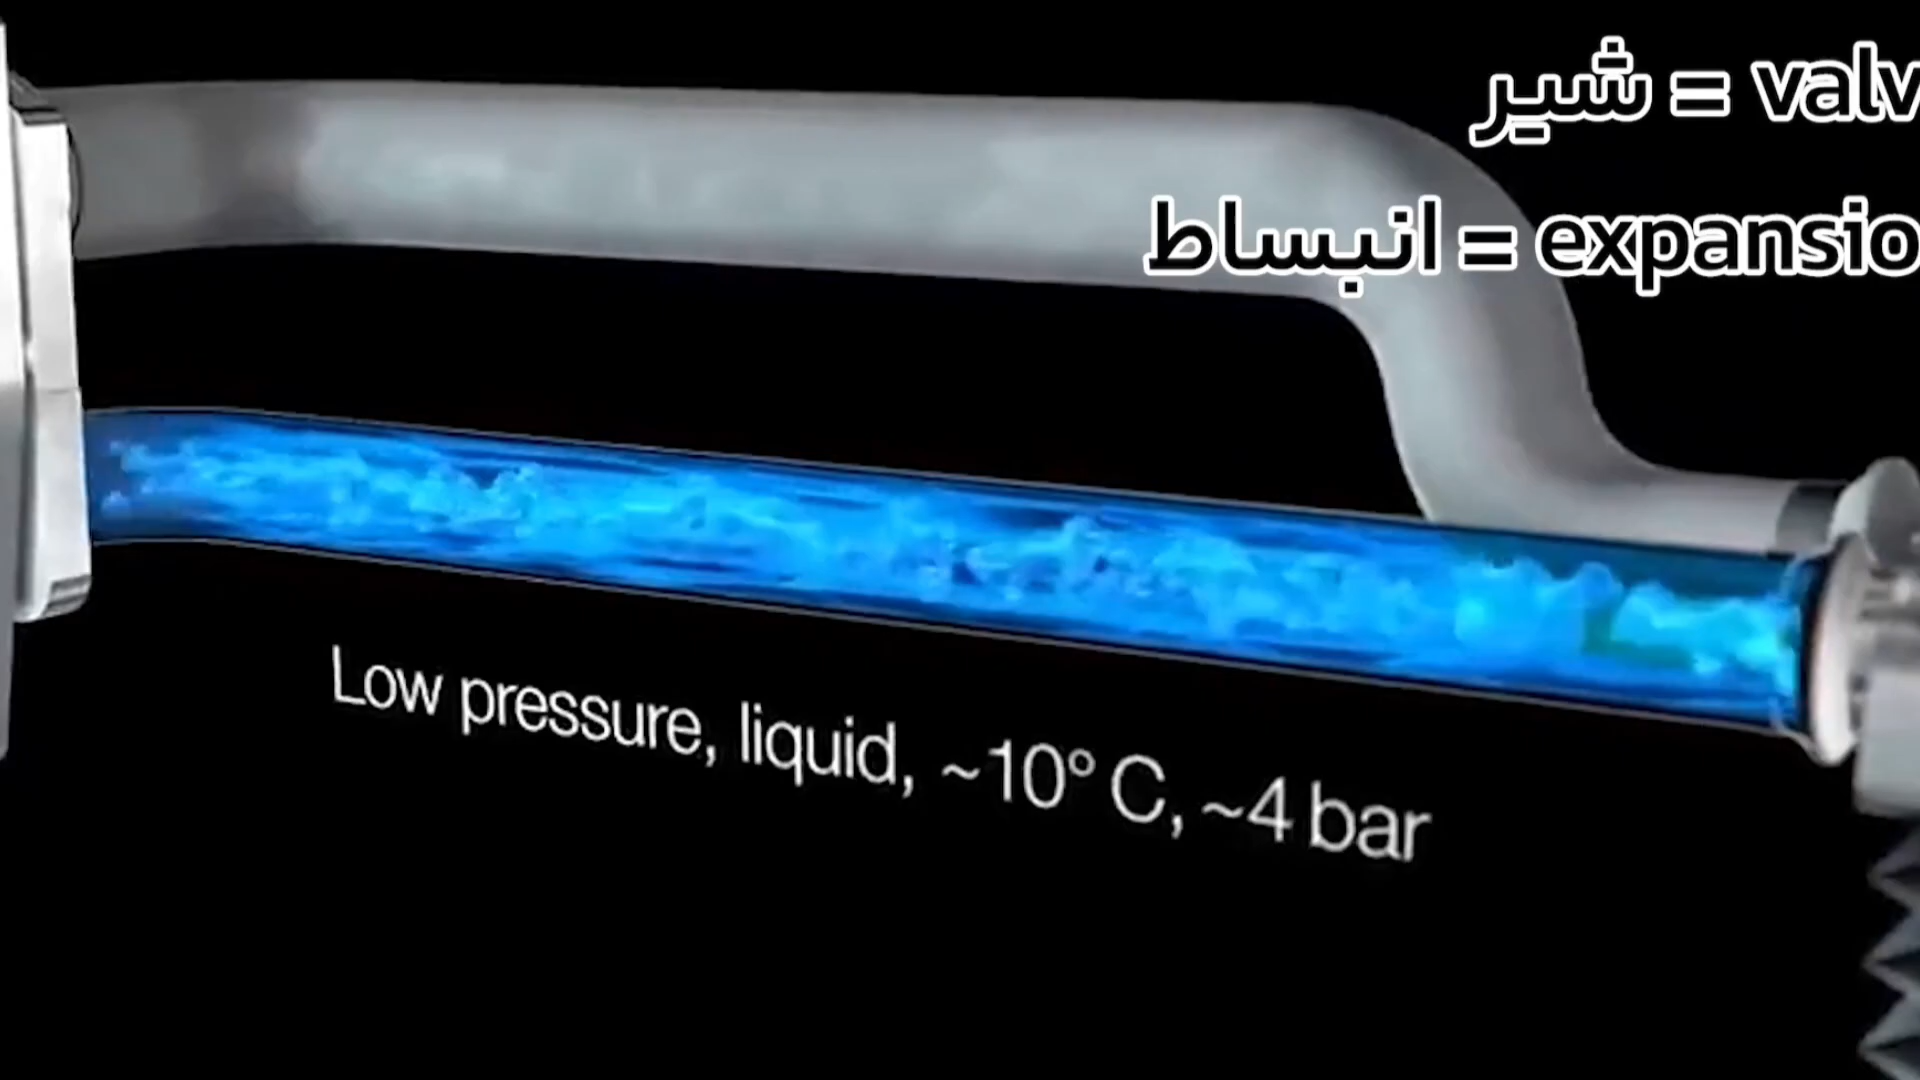 شیر = valv
انبساط = expansio
Low pressure, liquid, ~10° C, ~4 bar